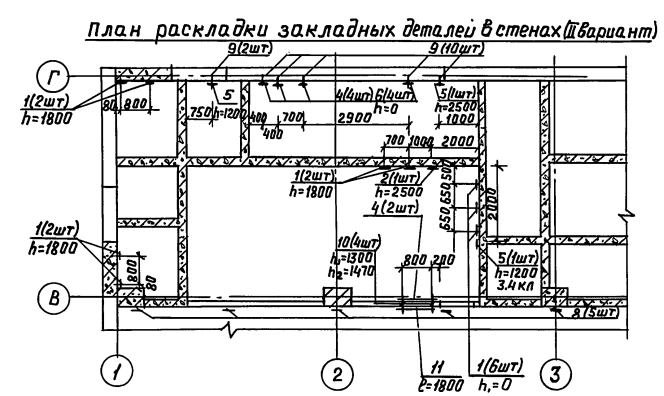 План раскладки закладных деталей в стенах (II вариант)
9(2шт) 9(10шт)
Г
1(2шт)
h=1800
80 800
5
750 h=1200
4(4шт) 6(4шт)
h=0
5(1шт)
h=2500
400 400 700 2900 1000
700 1000 2000
1(2шт)
h=1800
2(1шт)
h=2500
4(2шт)
650 650 500
2000
1(2шт)
h=1800
800
80
10(4шт)
h₁=1300
h₂=1470
800 200
5(1шт)
h=1200
3.4 кл
В
8(5шт)
1
2
11
ℓ=1800
1(6шт)
h₁=0
3